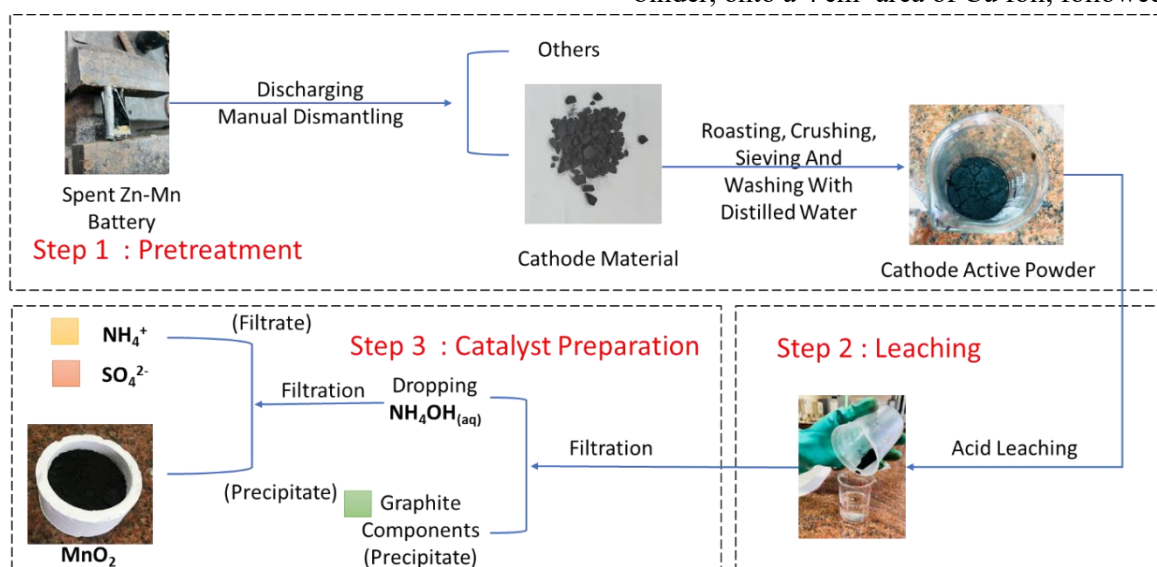 Others
Discharging
Manual Dismantling
Roasting, Crushing,
Sieving And
Washing With
Distilled Water
Spent Zn-Mn
Battery
Step 1 : Pretreatment
Cathode Material
Cathode Active Powder
Step 2 : Leaching
Acid Leaching
Filtration
Step 3 : Catalyst Preparation
Dropping
NH₄OH(aq)
Graphite
Components
(Precipitate)
Filtration
(Filtrate)
NH₄⁺
SO₄²⁻
(Precipitate)
MnO₂